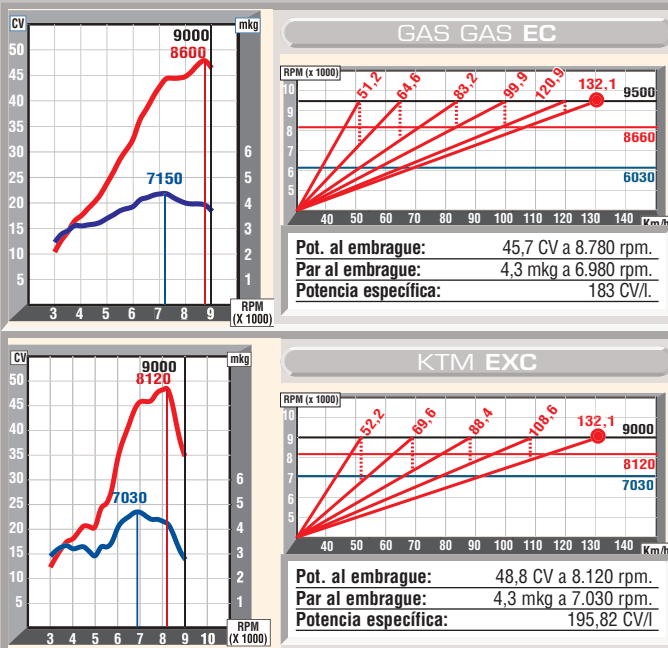 CV
mkg
9000
8600
50
45
40
35
30
25
20
15
10
5
7150
6
5
4
3
2
1
3 4 5 6 7 8 9
RPM
(X 1000)
GAS GAS EC
RPM (x 1000)
51,2 64,6 83,2 99,9 120,9 132,1
10
9
8
7
6
5
9500
8660
6030
40 50 60 70 80 90 100 110 120 130 140 Km/h
Pot. al embrague: 45,7 CV a 8.780 rpm.
Par al embrague: 4,3 mkg a 6.980 rpm.
Potencia específica: 183 CV/l.
CV
mkg
9000
8120
50
45
40
35
30
25
20
15
10
5
7030
6
5
4
3
2
1
3 4 5 6 7 8 9 10
RPM
(X 1000)
KTM EXC
RPM (x 1000)
52,2 69,6 88,4 108,6 132,1
10
9
8
7
6
5
9000
8120
7030
40 50 60 70 80 90 100 110 120 130 140 Km/h
Pot. al embrague: 48,8 CV a 8.120 rpm.
Par al embrague: 4,3 mkg a 7.030 rpm.
Potencia específica: 195,82 CV/l